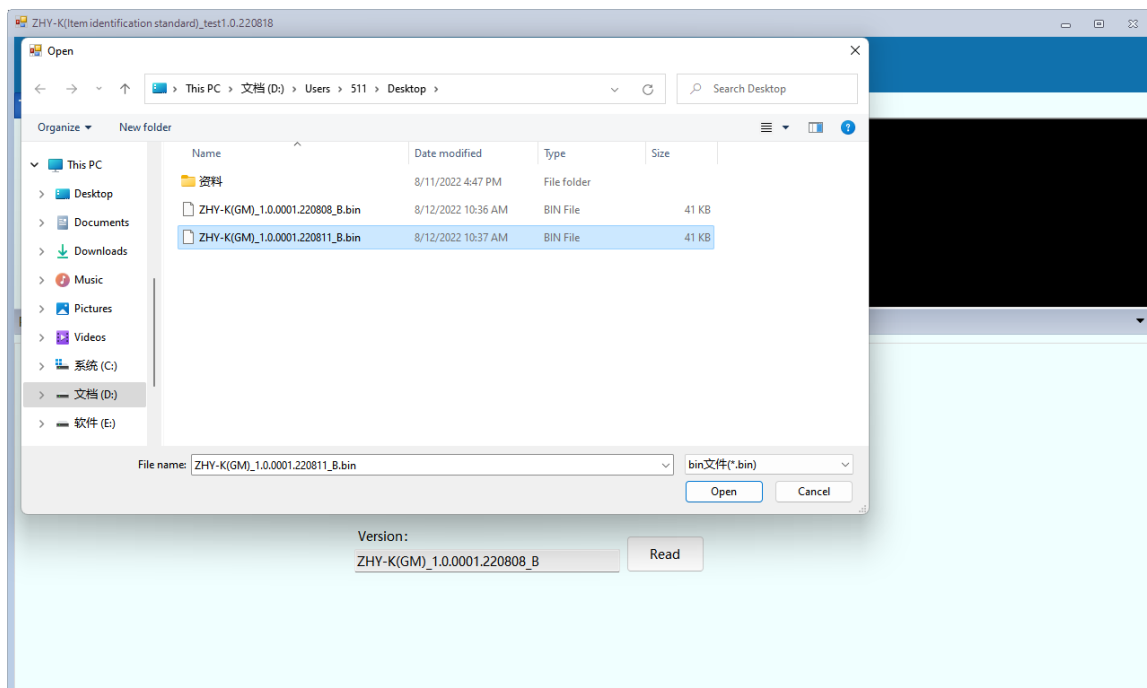 ZHY-K(Item identification standard)_test1.0.220818
Open
This PC > 文档 (D:) > Users > 511 > Desktop >
Search Desktop
Organize
New folder
This PC
Desktop
Documents
Downloads
Music
Pictures
Videos
系统 (C:)
文档 (D:)
软件 (E:)
Name Date modified Type Size
资料 8/11/2022 4:47 PM File folder
ZHY-K(GM)_1.0.0001.220808_B.bin 8/12/2022 10:36 AM BIN File 41 KB
ZHY-K(GM)_1.0.0001.220811_B.bin 8/12/2022 10:37 AM BIN File 41 KB
File name: ZHY-K(GM)_1.0.0001.220811_B.bin bin文件(*.bin)
Open Cancel
Version：
ZHY-K(GM)_1.0.0001.220808_B
Read